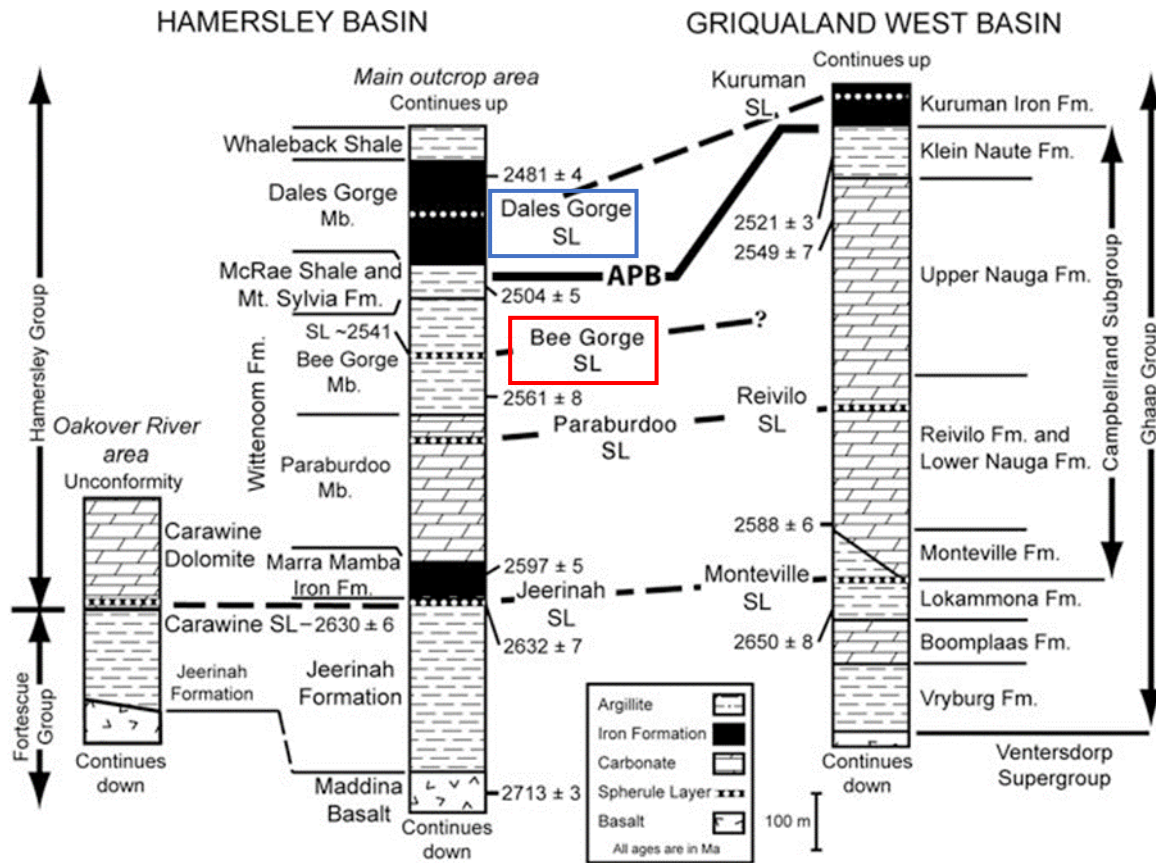 HAMERSLEY BASIN
GRIQUALAND WEST BASIN
Main outcrop area
Continues up
Whaleback Shale
Dales Gorge
Mb.
McRae Shale and
Mt. Sylvia Fm.
SL ~2541
Bee Gorge
Mb.
Wittenoom Fm.
Paraburdoo
Mb.
Marra Mamba
Iron Fm.
Jeerinah
Formation
Maddina
Basalt
Continues
down
2481 ± 4
Dales Gorge
SL
2504 ± 5
APB
Bee Gorge
SL
?
2561 ± 8
Paraburdoo
SL
2597 ± 5
Jeerinah
SL
2632 ± 7
2713 ± 3
Hamersley Group
Fortescue
Group
Oakover River
area
Unconformity
Carawine
Dolomite
Carawine SL–2630 ± 6
Jeerinah
Formation
Continues
down
Continues up
Kuruman
SL
Kuruman Iron Fm.
Klein Naute Fm.
2521 ± 3
2549 ± 7
Upper Nauga Fm.
Reivilo
SL
Reivilo Fm. and
Lower Nauga Fm.
2588 ± 6
Monteville Fm.
Monteville
SL
Lokammona Fm.
2650 ± 8
Boomplaas Fm.
Vryburg Fm.
Ventersdorp
Supergroup
Continues
down
Campbellrand Subgroup
Ghaap Group
Argillite
Iron Formation
Carbonate
Spherule Layer
Basalt
All ages are in Ma
100 m